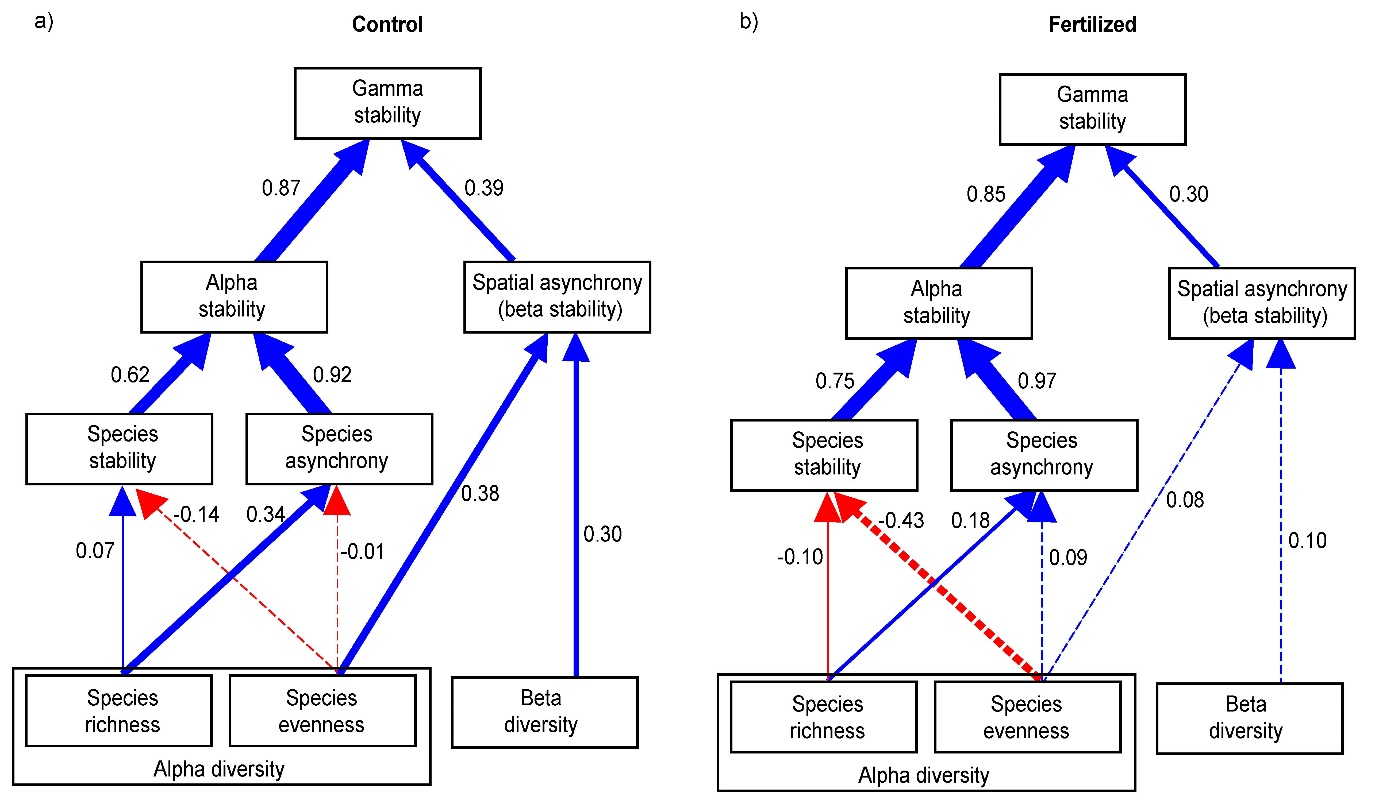 a)
Control
Gamma
stability
0.87
0.39
Alpha
stability
Spatial asynchrony
(beta stability)
0.62
0.92
Species
stability
Species
asynchrony
-0.14
0.34
0.38
0.07
-0.01
0.30
Species
richness
Species
evenness
Beta
diversity
Alpha diversity
b)
Fertilized
Gamma
stability
0.85
0.30
Alpha
stability
Spatial asynchrony
(beta stability)
0.75
0.97
Species
stability
Species
asynchrony
-0.43
0.18
0.08
-0.10
0.09
0.10
Species
richness
Species
evenness
Beta
diversity
Alpha diversity